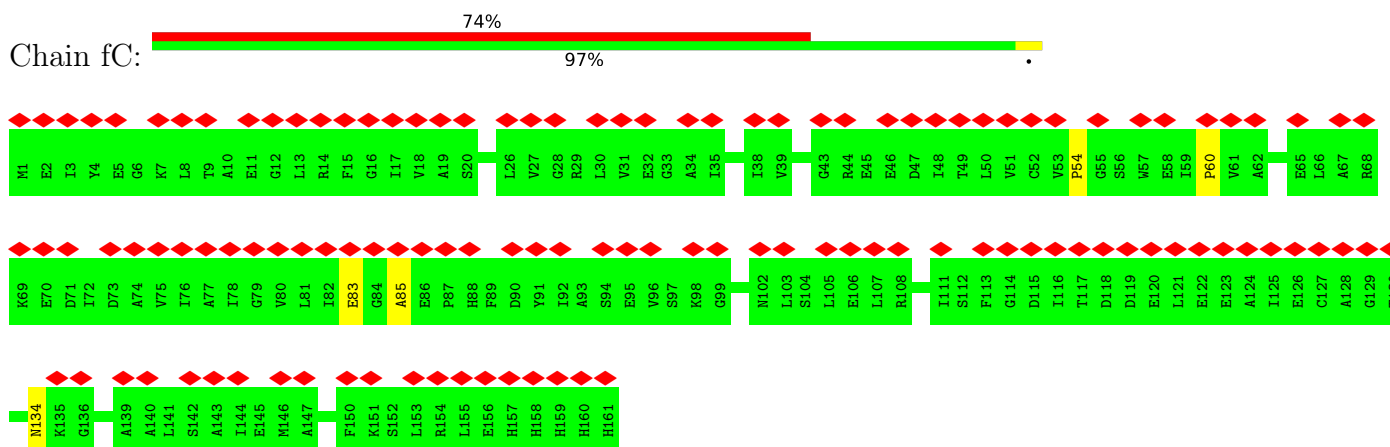 74%
Chain fC:
97%
.
M1 E2 I3 Y4 E5 G6 K7 L8 T9 A10 E11 G12 L13 R14 F15 G16 I17 V18 A19 S20 L26 V27 G28 R29 L30 V31 E32 G33 A34 I35 I38 V39 G43 R44 E45 E46 D47 I48 T49 L50 V51 C52 V53 P54 G55 S56 W57 E58 I59 P60 V61 A62 E65 L66 A67 R68
K69 E70 D71 I72 D73 A74 V75 I76 A77 I78 G79 V80 L81 I82 E83 G84 A85 E86 P87 H88 F89 D90 Y91 I92 A93 S94 E95 V96 S97 K98 G99 N102 L103 S104 L105 E106 L107 R108 I111 S112 F113 G114 D115 I116 T117 D118 D119 E120 L121 E122 E123 A124 I125 E126 C127 A128 G129
N134 K135 G136 A139 A140 L141 S142 A143 I144 E145 M146 A147 F150 K151 S152 L153 R154 L155 E156 H157 H158 H159 H160 H161